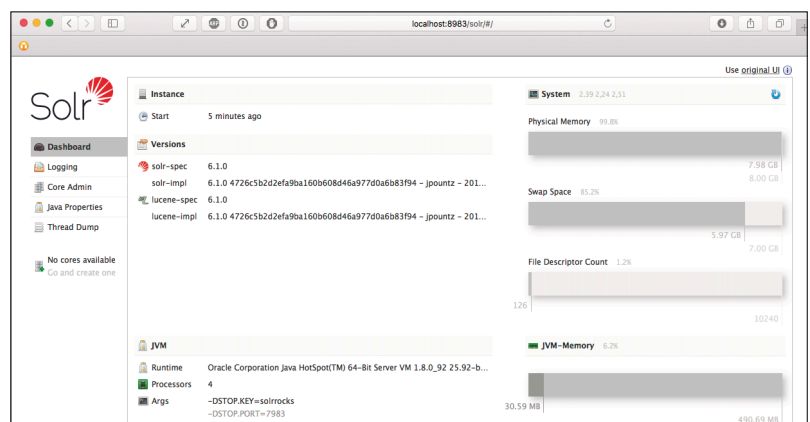 localhost:8983/solr/#/
Use original UI
Solr
Dashboard
Logging
Core Admin
Java Properties
Thread Dump
No cores available
Go and create one
Instance
Start 5 minutes ago
Versions
solr-spec 6.1.0
solr-impl 6.1.0 4726c5b2d2efa9ba160b608d46a977d0a6b83f94 - jpountz - 201...
lucene-spec 6.1.0
lucene-impl 6.1.0 4726c5b2d2efa9ba160b608d46a977d0a6b83f94 - jpountz - 201...
JVM
Runtime Oracle Corporation Java HotSpot(TM) 64-Bit Server VM 1.8.0_92 25.92-b...
Processors 4
Args -DSTOP.KEY=solrrocks
-DSTOP.PORT=7983
System 2.39 2.24 2.51
Physical Memory 99.8%
7.98 GB
8.00 GB
Swap Space 85.2%
5.97 GB
7.00 GB
File Descriptor Count 1.2%
126
10240
JVM-Memory 6.2%
30.59 MB
490.69 MB